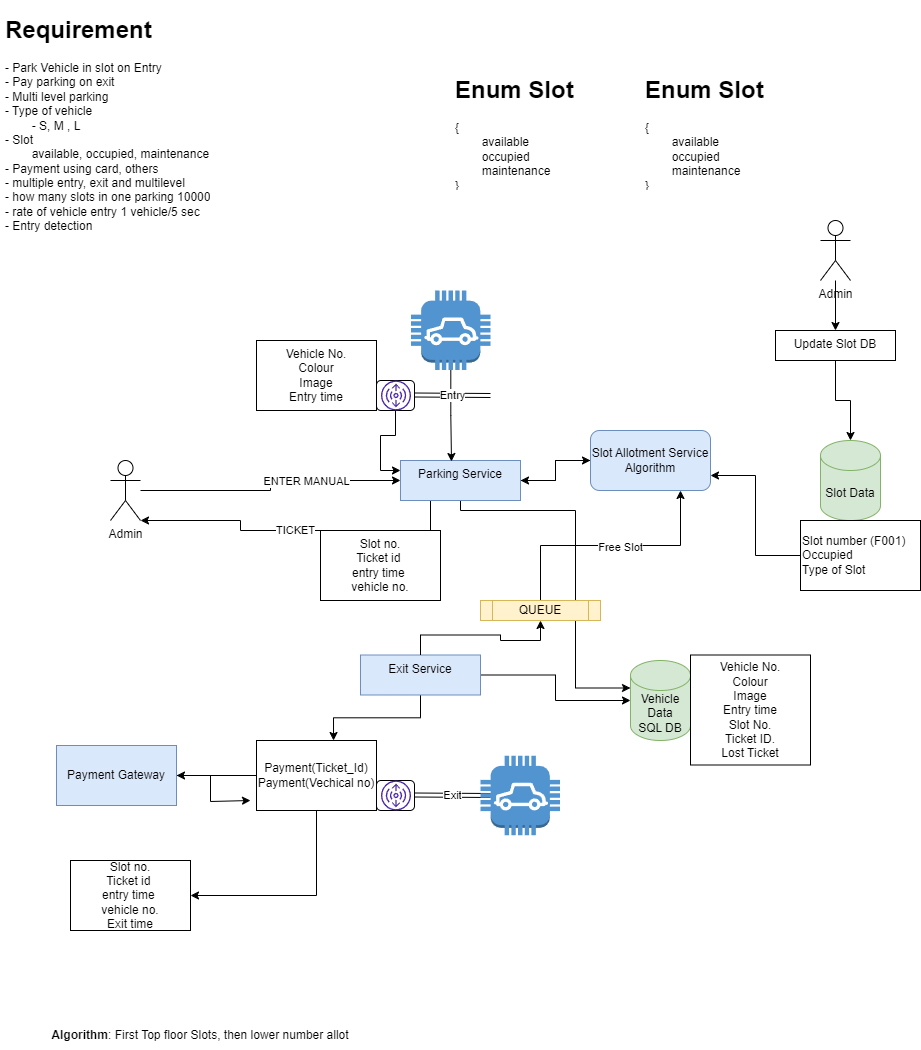 Requirement
- Park Vehicle in slot on Entry
- Pay parking on exit
- Multi level parking
- Type of vehicle
- S, M , L
- Slot
available, occupied, maintenance
- Payment using card, others
- multiple entry, exit and multilevel
- how many slots in one parking 10000
- rate of vehicle entry 1 vehicle/5 sec
- Entry detection
Enum Slot
{
available
occupied
maintenance
}
Enum Slot
{
available
occupied
maintenance
}
Admin
Update Slot DB
Slot Data
Slot number (F001)
Occupied
Type of Slot
Vehicle No.
Colour
Image
Entry time
Entry
Parking Service
Slot Allotment Service
Algorithm
ENTER MANUAL
Admin
TICKET
Slot no.
Ticket id
entry time
vehicle no.
Free Slot
QUEUE
Exit Service
Vehicle
Data
SQL DB
Vehicle No.
Colour
Image
Entry time
Slot No.
Ticket ID.
Lost Ticket
Payment Gateway
Payment(Ticket_Id)
Payment(Vechical no)
Exit
Slot no.
Ticket id
entry time
vehicle no.
Exit time
Algorithm: First Top floor Slots, then lower number allot